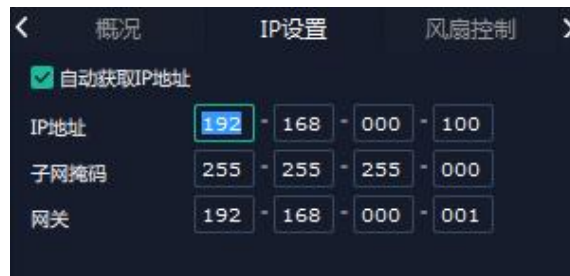 概况 IP设置 风扇控制
自动获取IP地址
IP地址 192 - 168 - 000 - 100
子网掩码 255 - 255 - 255 - 000
网关 192 - 168 - 000 - 001